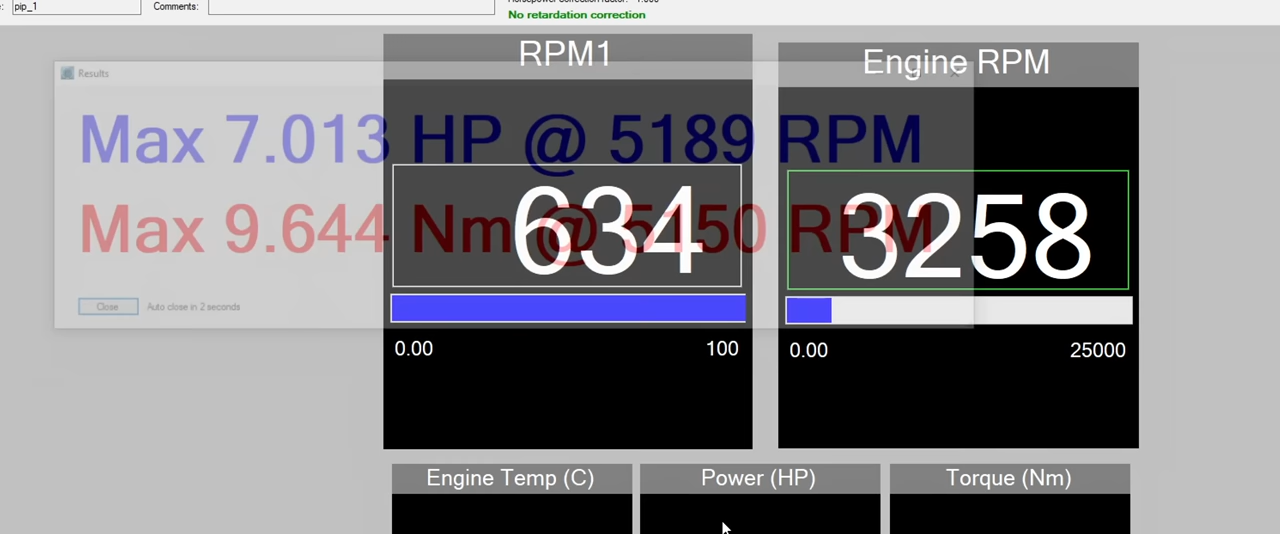 pip_1 Comments:
No retardation correction
RPM1
Engine RPM
Results
Max 7.013 HP @ 5189 RPM
Max 9.644 Nm @ 5150 RPM
634
3258
Close Auto close in 2 seconds
0.00 100
0.00 25000
Engine Temp (C)
Power (HP)
Torque (Nm)